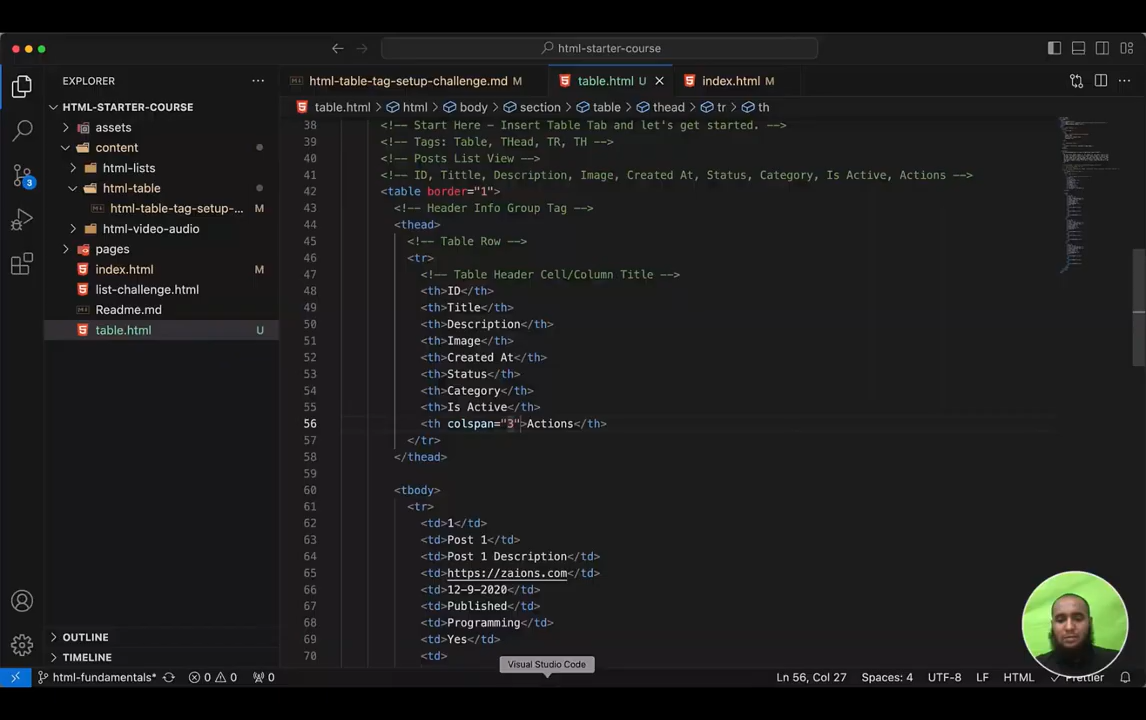 html-starter-course
EXPLORER
HTML-STARTER-COURSE
assets
content
html-lists
html-table
html-table-tag-setup-... M
html-video-audio
pages
index.html M
list-challenge.html
Readme.md
table.html U
OUTLINE
TIMELINE
3
html-table-tag-setup-challenge.md M
table.html U
index.html M
table.html > html > body > section > table > thead > tr > th
38 <!-- Start Here - Insert Table Tab and let's get started. -->
39 <!-- Tags: Table, THead, TR, TH -->
40 <!-- Posts List View -->
41 <!-- ID, Tittle, Description, Image, Created At, Status, Category, Is Active, Actions -->
42 <table border="1">
43 <!-- Header Info Group Tag -->
44 <thead>
45 <!-- Table Row -->
46 <tr>
47 <!-- Table Header Cell/Column Title -->
48 <th>ID</th>
49 <th>Title</th>
50 <th>Description</th>
51 <th>Image</th>
52 <th>Created At</th>
53 <th>Status</th>
54 <th>Category</th>
55 <th>Is Active</th>
56 <th colspan="3">Actions</th>
57 </tr>
58 </thead>
59
60 <tbody>
61 <tr>
62 <td>1</td>
63 <td>Post 1</td>
64 <td>Post 1 Description</td>
65 <td>https://zaions.com</td>
66 <td>12-9-2020</td>
67 <td>Published</td>
68 <td>Programming</td>
69 <td>Yes</td>
70 <td>
Visual Studio Code
html-fundamentals* 0 0 0 Ln 56, Col 27 Spaces: 4 UTF-8 LF HTML Prettier